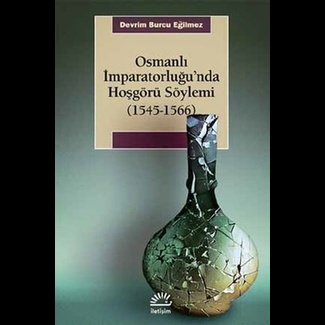 Devrim Burcu Eğilmez
Osmanlı
İmparatorluğu'nda
Hoşgörü Söylemi
(1545-1566)
iletişim